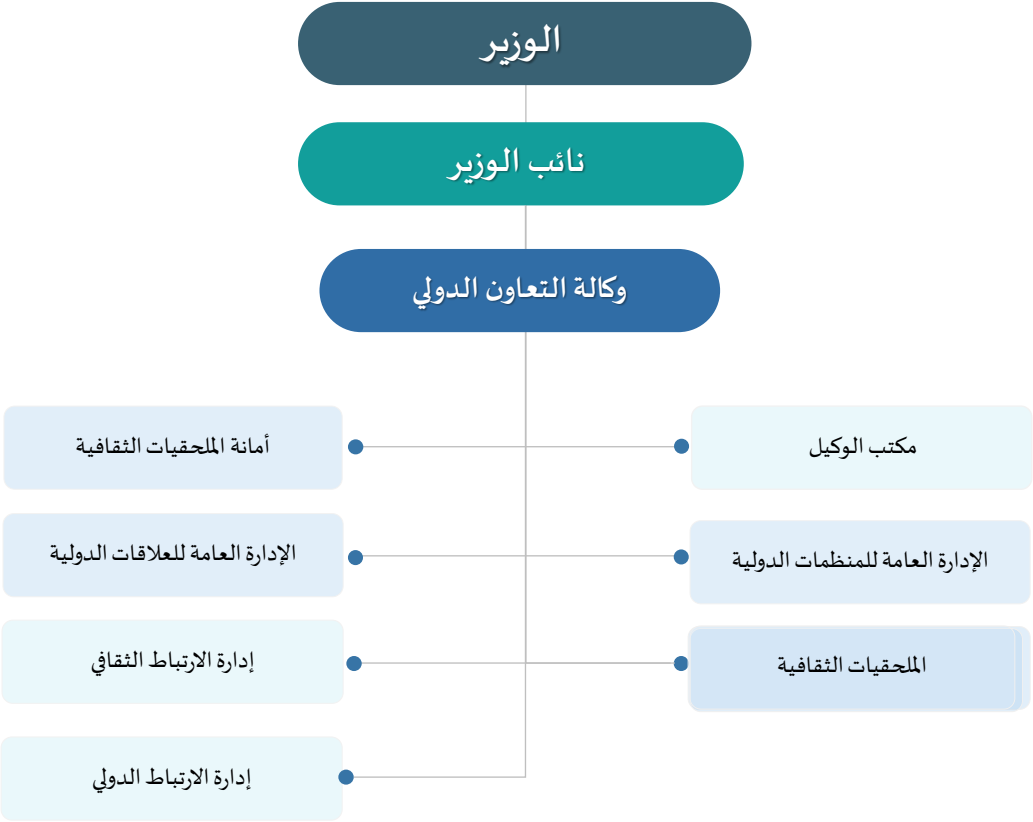 الوزير
نائب الوزير
وكالة التعاون الدولي
مكتب الوكيل
أمانة الملحقيات الثقافية
الإدارة العامة للمنظمات الدولية
الإدارة العامة للعلاقات الدولية
الملحقيات الثقافية
إدارة الارتباط الثقافي
إدارة الارتباط الدولي